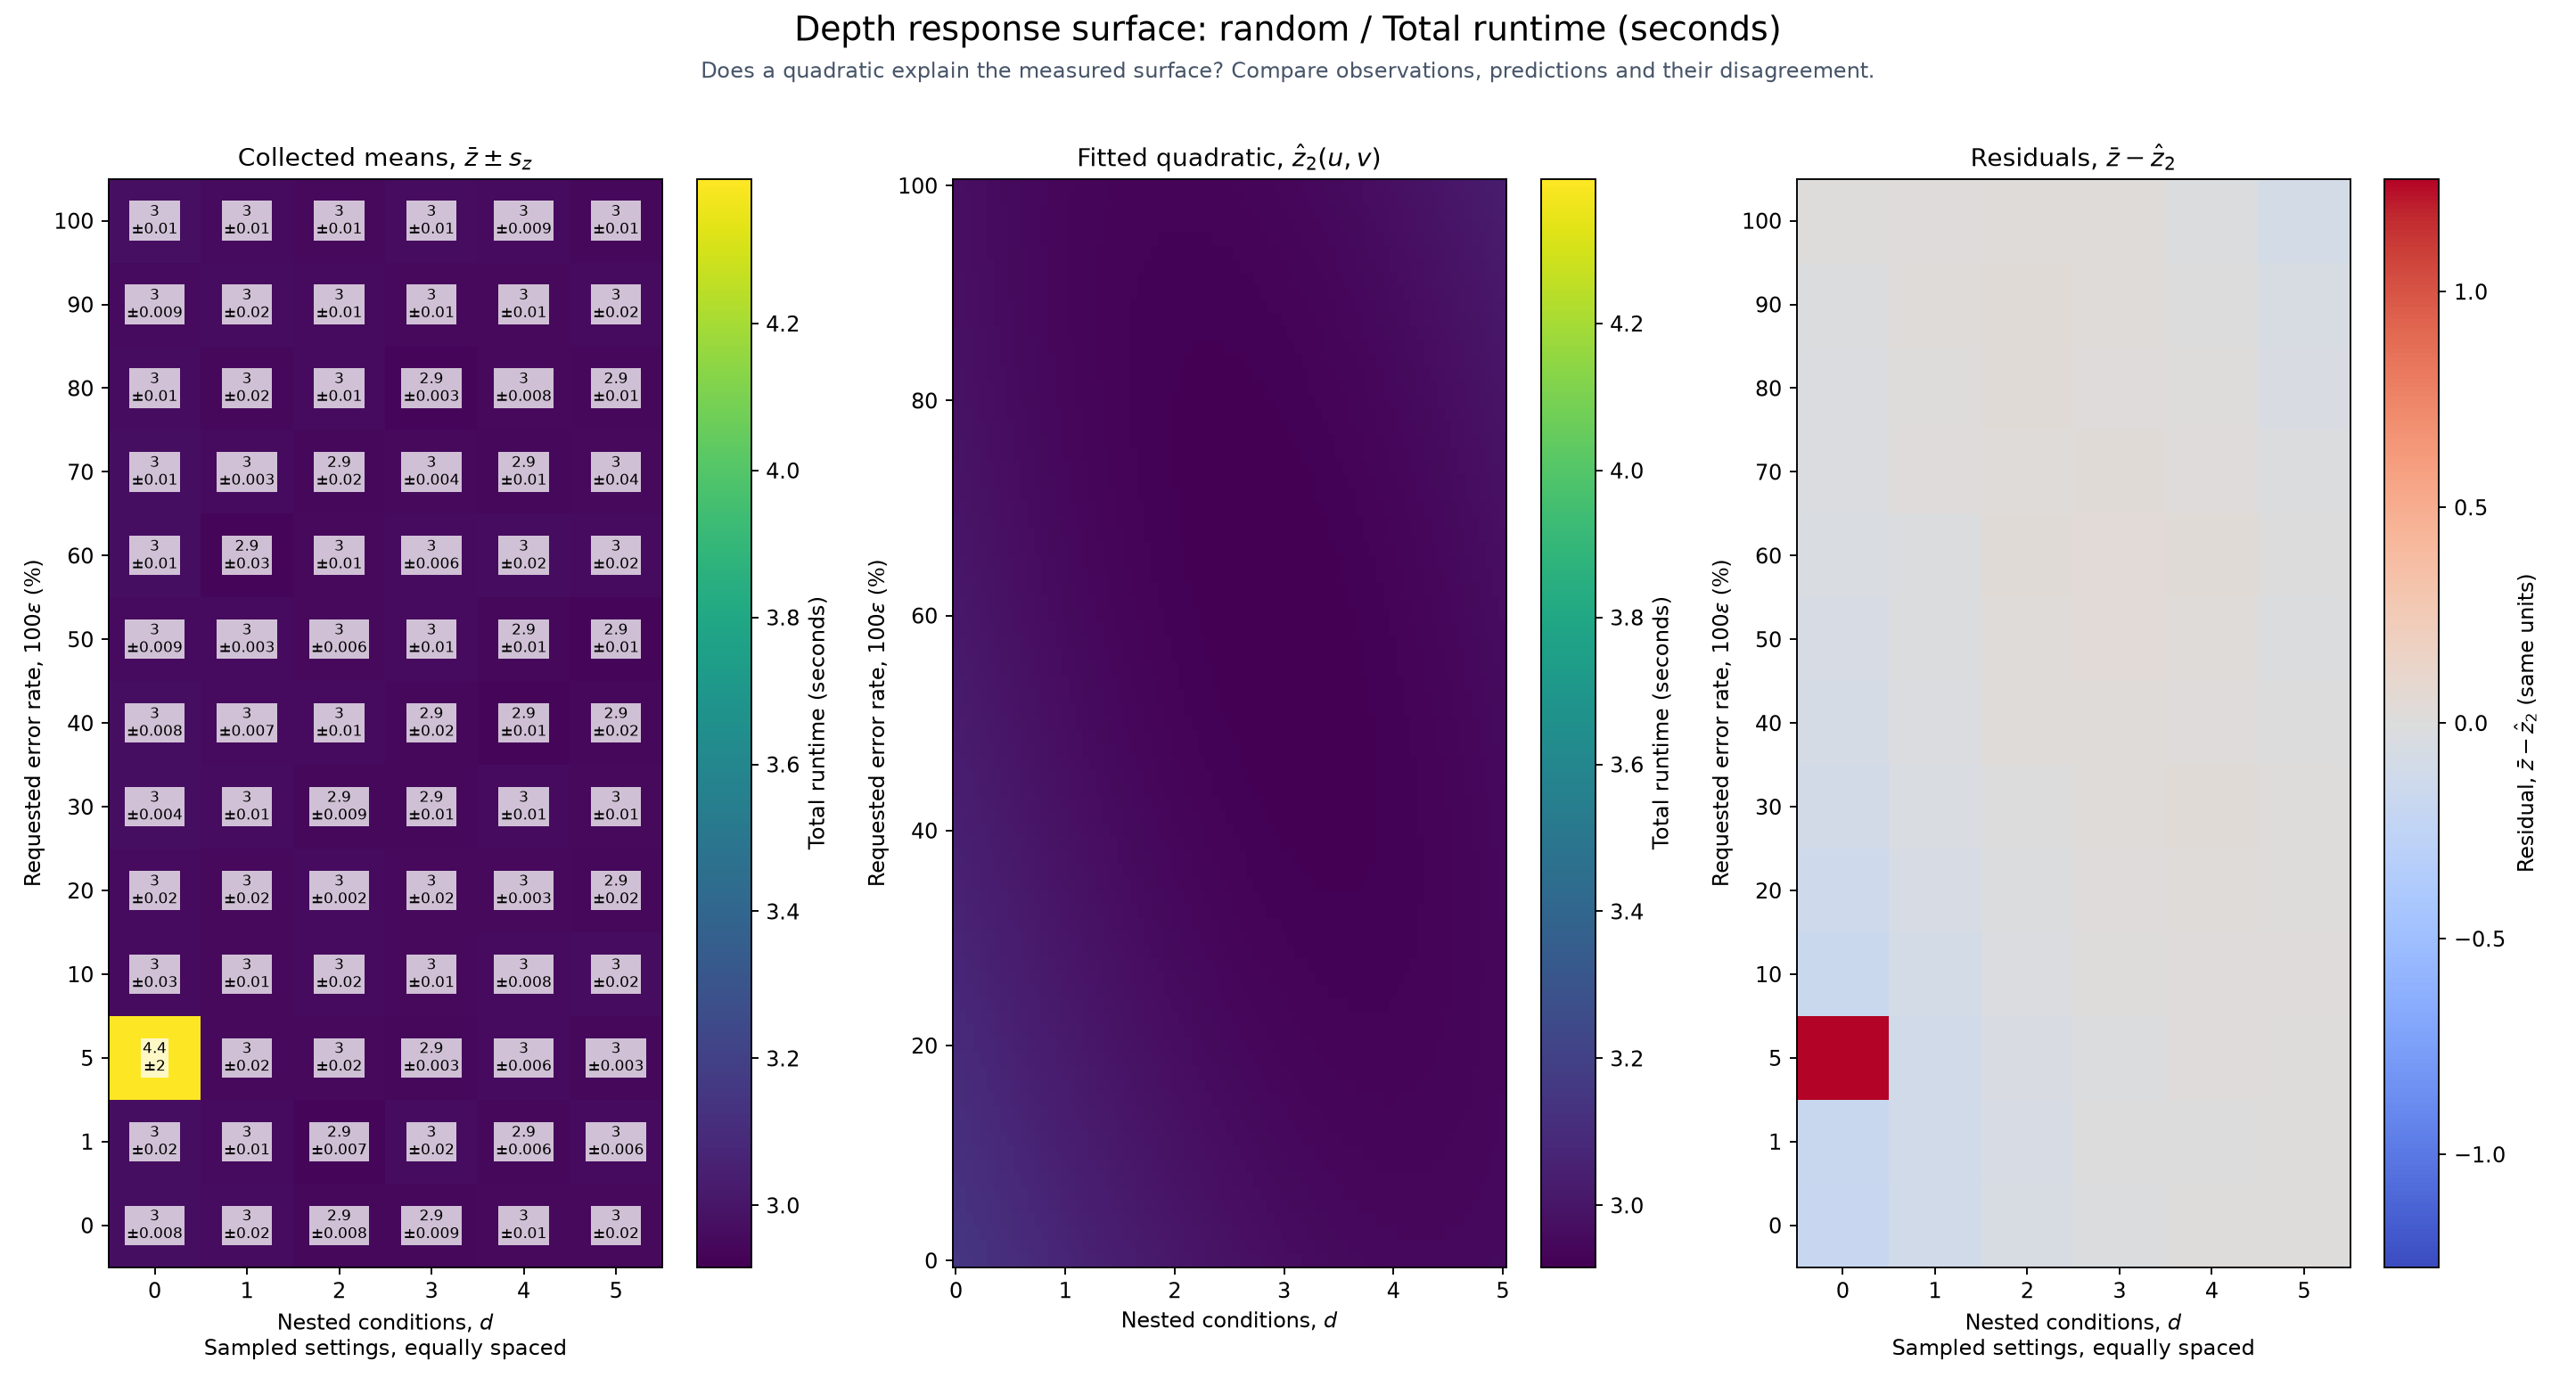 Depth response surface: random / Total runtime (seconds)
Does a quadratic explain the measured surface? Compare observations, predictions and their disagreement.
Collected means, z̄ ± s_z
Requested error rate, 100ε (%)
100
3 3 3 3 3 3
±0.01 ±0.01 ±0.01 ±0.01 ±0.009 ±0.01
90
3 3 3 3 3 3
±0.009 ±0.02 ±0.01 ±0.01 ±0.01 ±0.02
80
3 3 3 2.9 3 2.9
±0.01 ±0.02 ±0.01 ±0.003 ±0.008 ±0.01
70
3 3 2.9 3 2.9 3
±0.01 ±0.003 ±0.02 ±0.004 ±0.01 ±0.04
60
3 2.9 3 3 3 3
±0.01 ±0.03 ±0.01 ±0.006 ±0.02 ±0.02
50
3 3 3 3 2.9 2.9
±0.009 ±0.003 ±0.006 ±0.01 ±0.01 ±0.01
40
3 3 3 2.9 2.9 2.9
±0.008 ±0.007 ±0.01 ±0.02 ±0.01 ±0.02
30
3 3 2.9 2.9 3 3
±0.004 ±0.01 ±0.009 ±0.01 ±0.01 ±0.01
20
3 3 3 3 3 2.9
±0.02 ±0.02 ±0.002 ±0.02 ±0.003 ±0.02
10
3 3 3 3 3 3
±0.03 ±0.01 ±0.02 ±0.01 ±0.008 ±0.02
5
4.4 3 3 2.9 3 3
±2 ±0.02 ±0.02 ±0.003 ±0.006 ±0.003
1
3 3 2.9 3 2.9 3
±0.02 ±0.01 ±0.007 ±0.02 ±0.006 ±0.006
0
3 3 2.9 2.9 3 3
±0.008 ±0.02 ±0.008 ±0.009 ±0.01 ±0.02
0 1 2 3 4 5
Nested conditions, d
Sampled settings, equally spaced
4.2
4.0
3.8
3.6
3.4
3.2
3.0
Total runtime (seconds)
Fitted quadratic, ẑ₂(u, v)
Requested error rate, 100ε (%)
100
80
60
40
20
0
0 1 2 3 4 5
Nested conditions, d
4.2
4.0
3.8
3.6
3.4
3.2
3.0
Total runtime (seconds)
Residuals, z̄ − ẑ₂
Requested error rate, 100ε (%)
100
90
80
70
60
50
40
30
20
10
5
1
0
0 1 2 3 4 5
Nested conditions, d
Sampled settings, equally spaced
1.0
0.5
0.0
−0.5
−1.0
Residual, z̄ − ẑ₂ (same units)